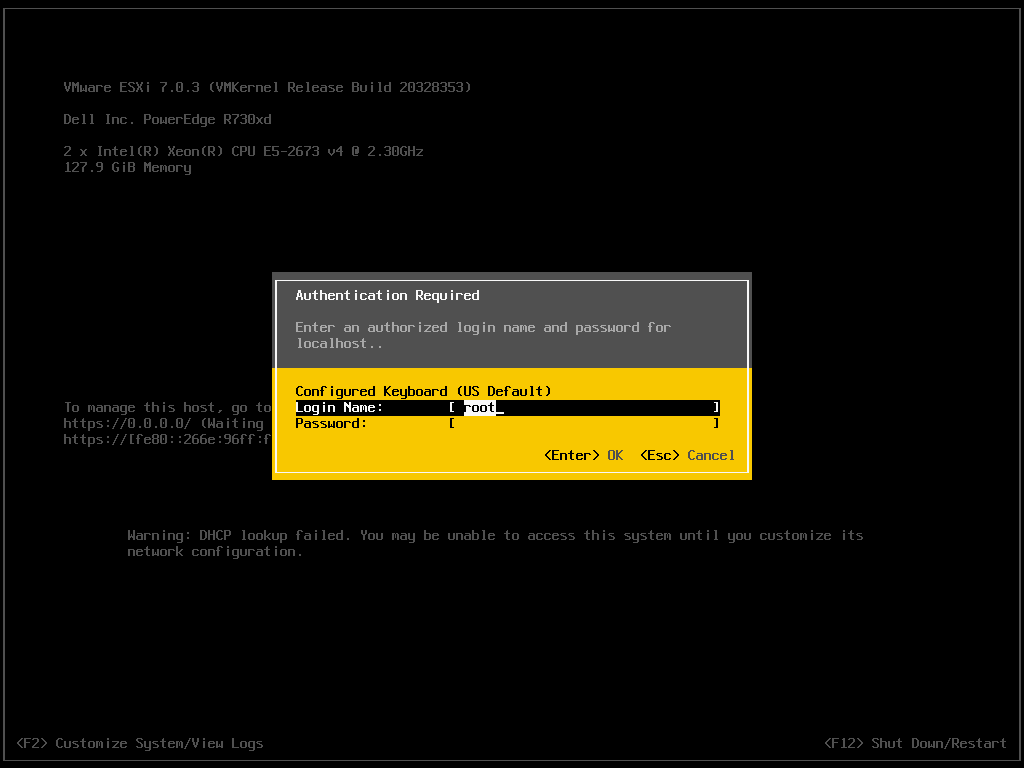 VMware ESXi 7.0.3 (VMKernel Release Build 20328353)
Dell Inc. PowerEdge R730xd
2 x Intel(R) Xeon(R) CPU E5-2673 v4 @ 2.30GHz
127.9 GiB Memory
Authentication Required
Enter an authorized login name and password for
localhost..
Configured Keyboard (US Default)
Login Name: [ root_ ]
Password: [ ]
<Enter> OK <Esc> Cancel
To manage this host, go to
https://0.0.0.0/ (Waiting
https://[fe80::266e:96ff:f
Warning: DHCP lookup failed. You may be unable to access this system until you customize its
network configuration.
<F2> Customize System/View Logs
<F12> Shut Down/Restart